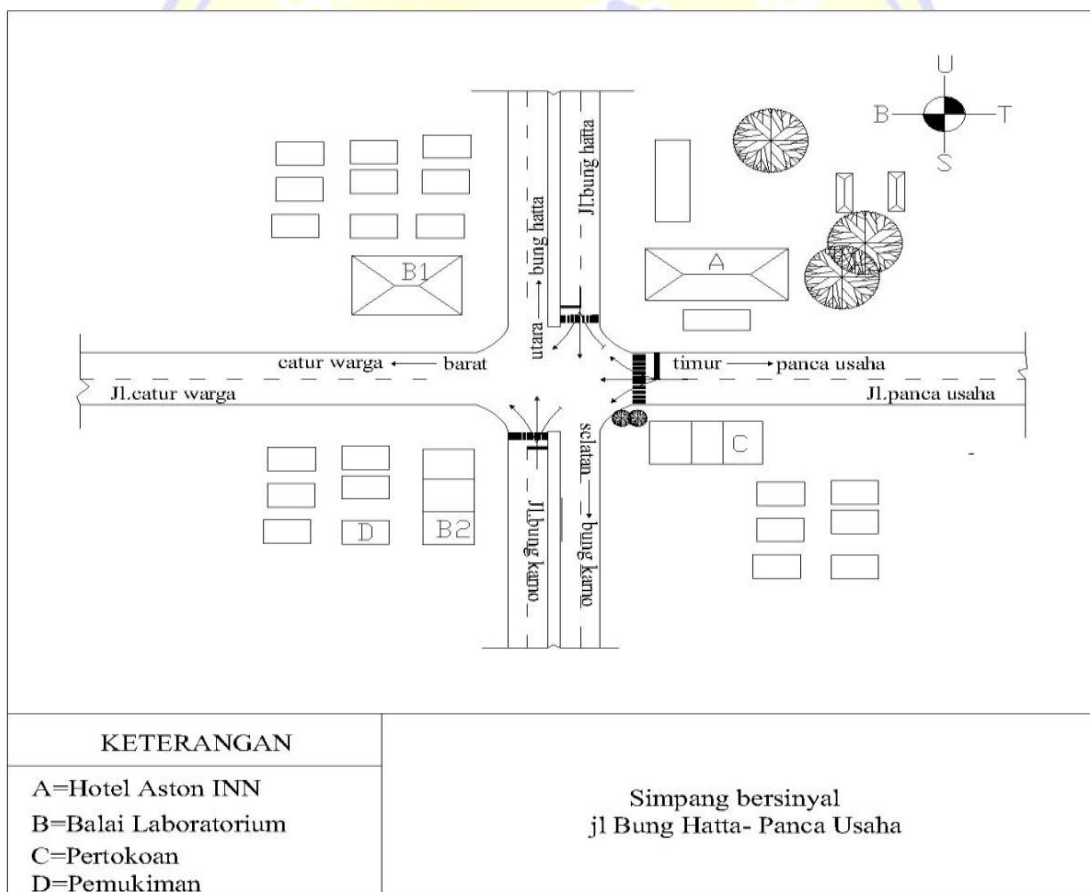 U
B
T
S
Jl.bung hatta
utara
bung hatta
B1
A
catur warga
barat
timur
panca usaha
Jl.catur warga
Jl.panca usaha
selatan
bung karno
Jl.bung karno
C
D
B2
KETERANGAN
A=Hotel Aston INN
B=Balai Laboratorium
C=Pertokoan
D=Pemukiman
Simpang bersinyal
jl Bung Hatta- Panca Usaha